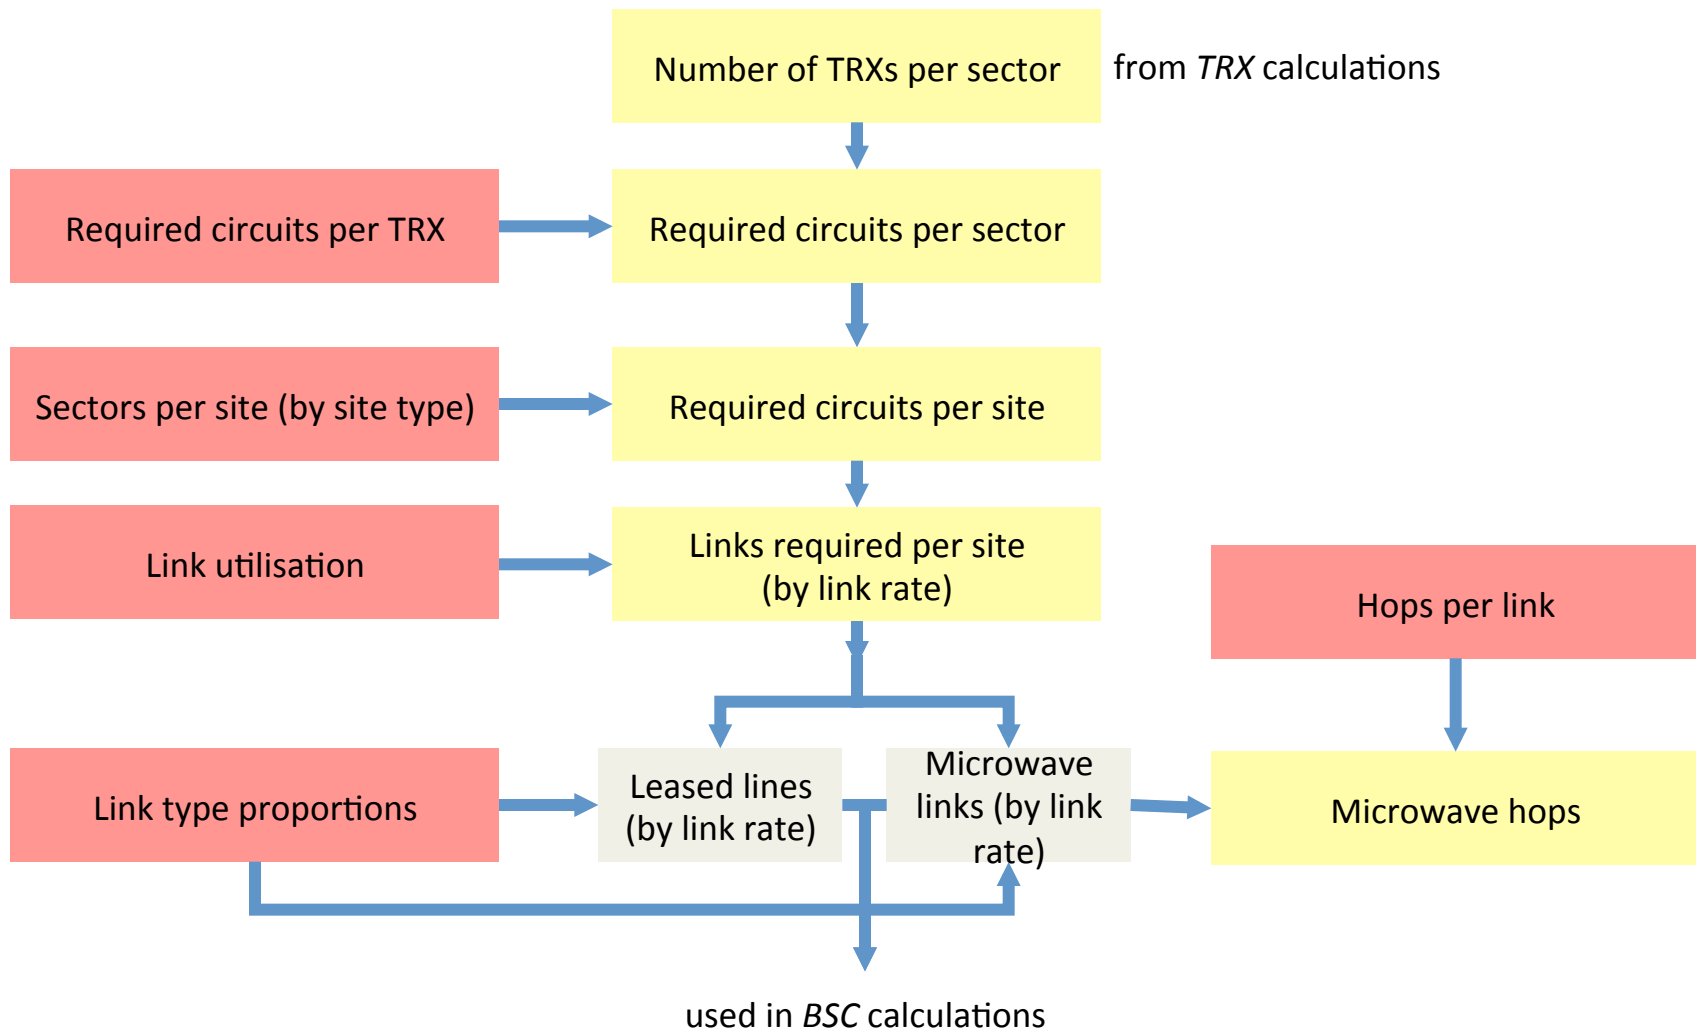 Number of TRXs per sector
from TRX calculations
Required circuits per TRX
Required circuits per sector
Sectors per site (by site type)
Required circuits per site
Link utilisation
Links required per site
(by link rate)
Hops per link
Link type proportions
Leased lines
(by link rate)
Microwave
links (by link
rate)
Microwave hops
used in BSC calculations